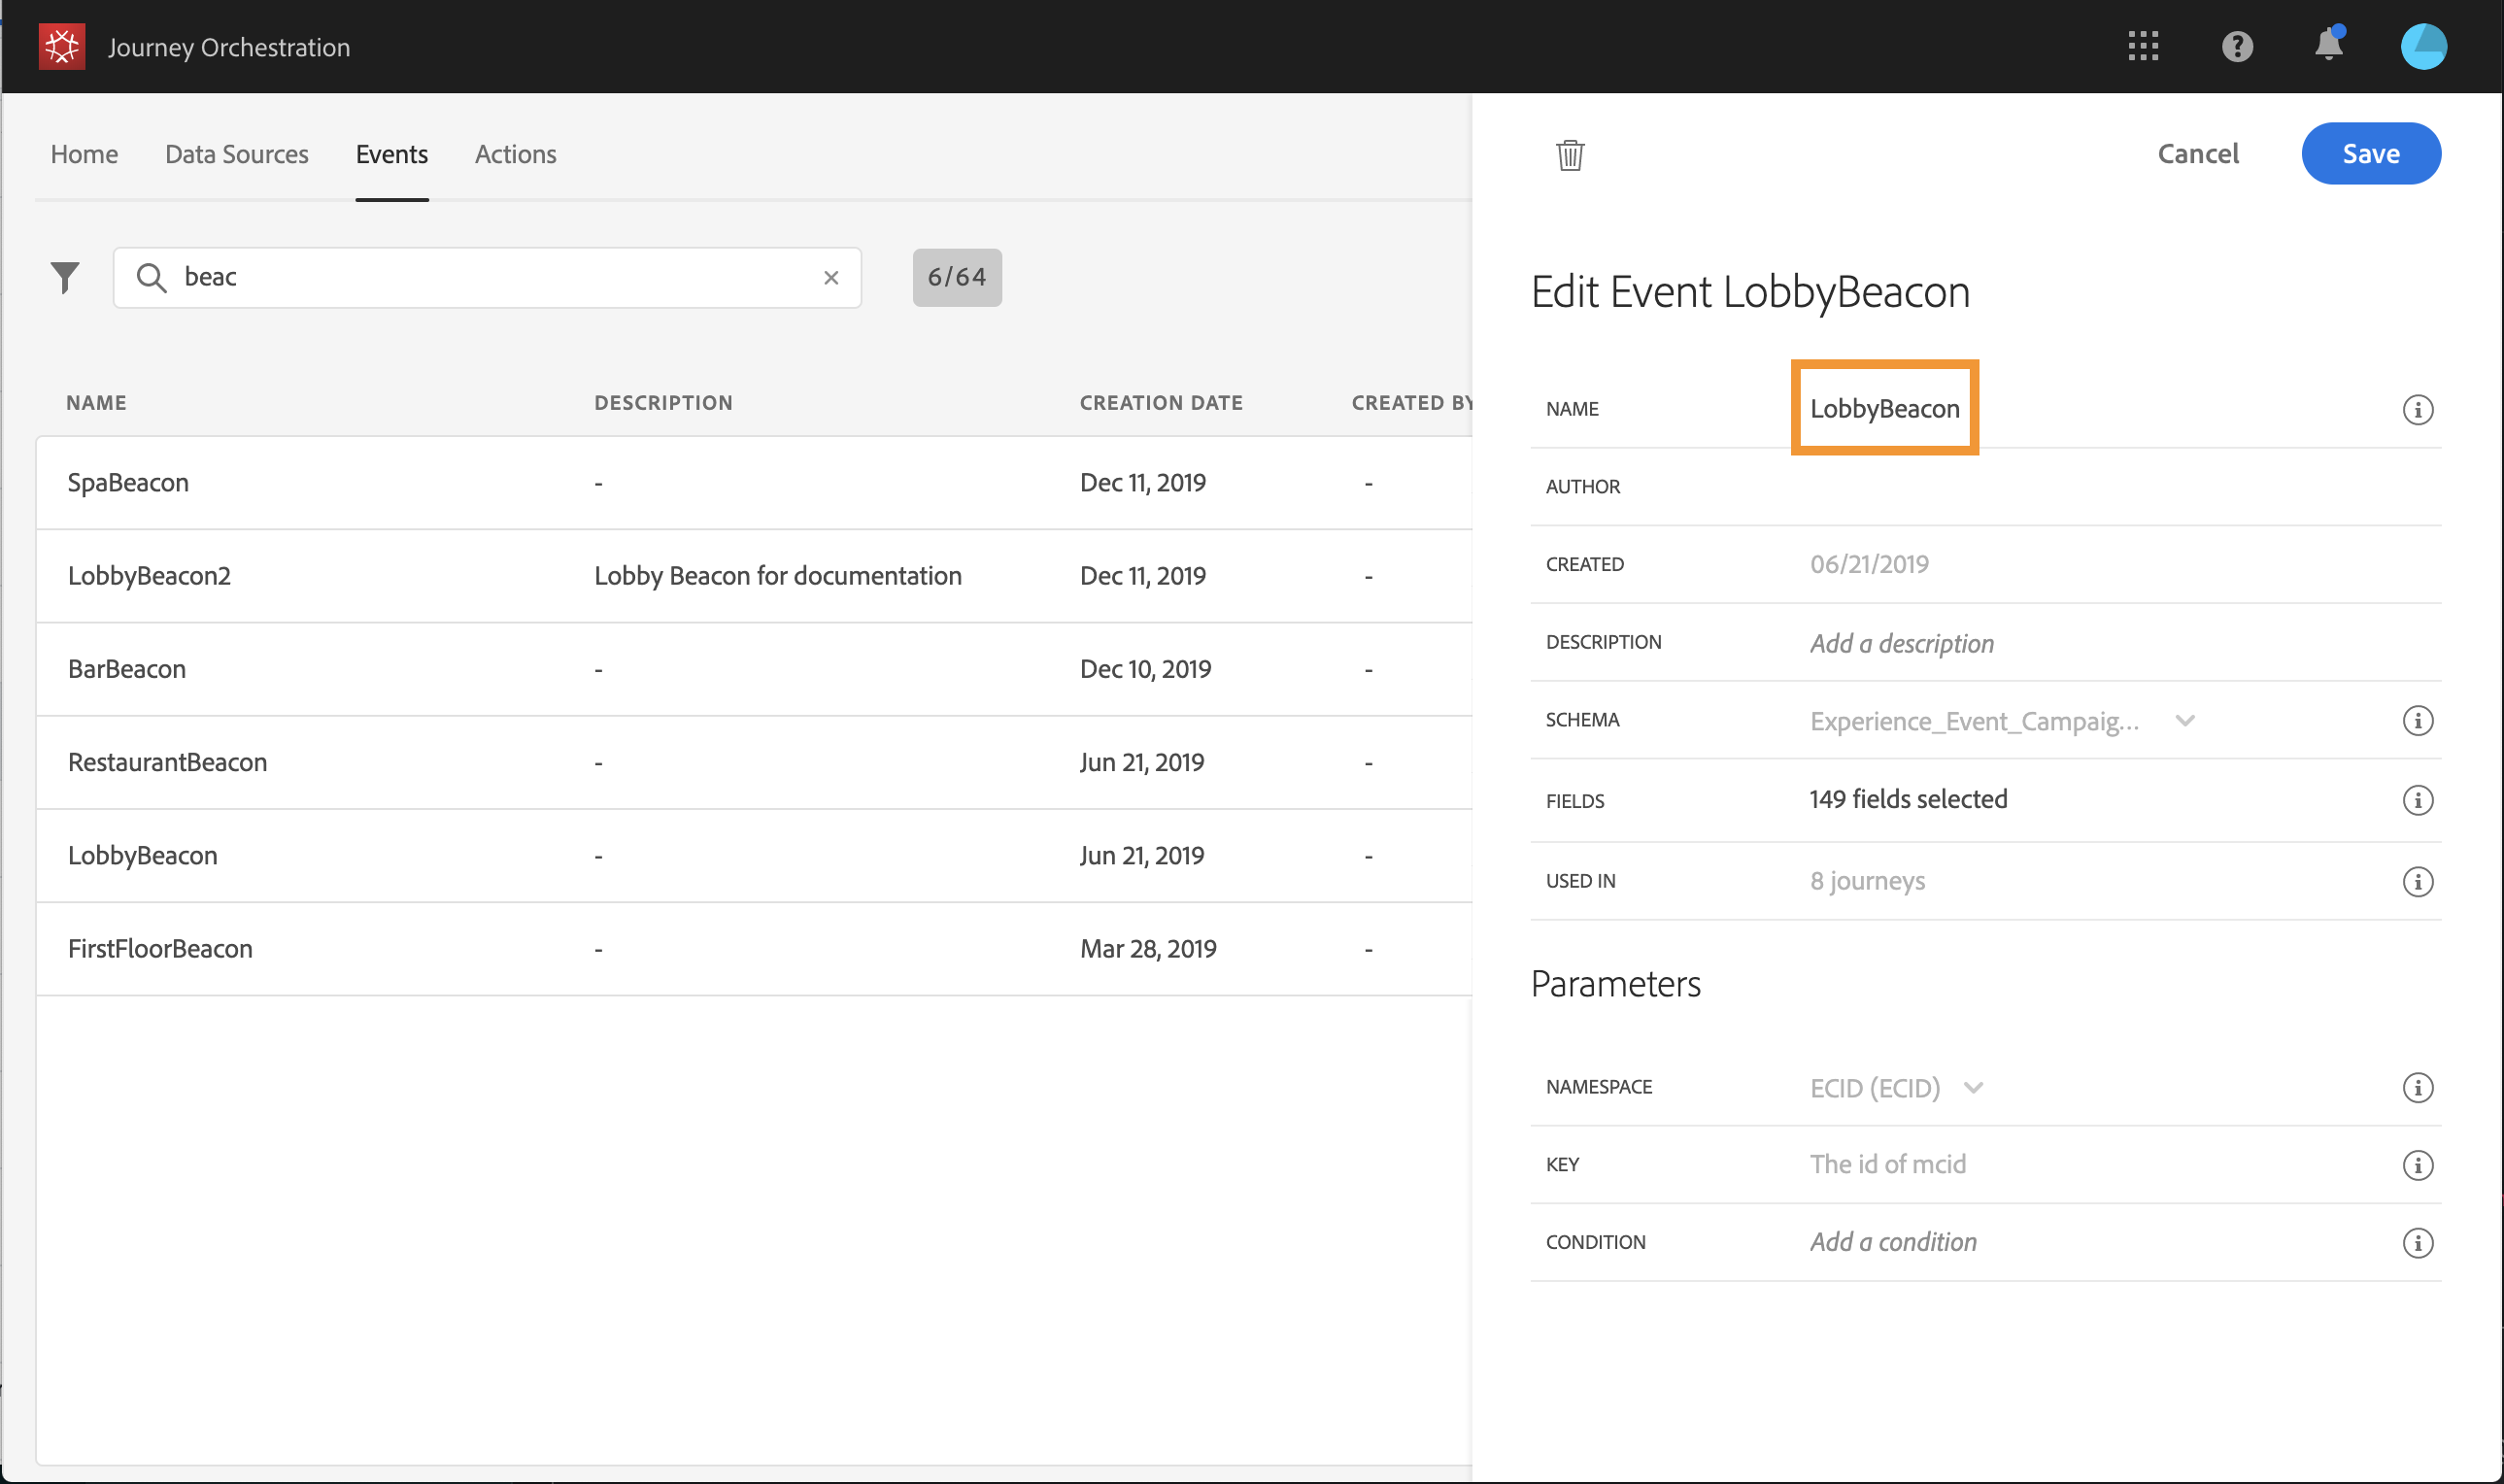 Journey Orchestration
Home Data Sources Events Actions
beac
6/64
NAME DESCRIPTION CREATION DATE CREATED BY
SpaBeacon - Dec 11, 2019 -
LobbyBeacon2 Lobby Beacon for documentation Dec 11, 2019 -
BarBeacon - Dec 10, 2019 -
RestaurantBeacon - Jun 21, 2019 -
LobbyBeacon - Jun 21, 2019 -
FirstFloorBeacon - Mar 28, 2019 -
Cancel Save
Edit Event LobbyBeacon
NAME LobbyBeacon
AUTHOR
CREATED 06/21/2019
DESCRIPTION Add a description
SCHEMA Experience_Event_Campaig...
FIELDS 149 fields selected
USED IN 8 journeys
Parameters
NAMESPACE ECID (ECID)
KEY The id of mcid
CONDITION Add a condition